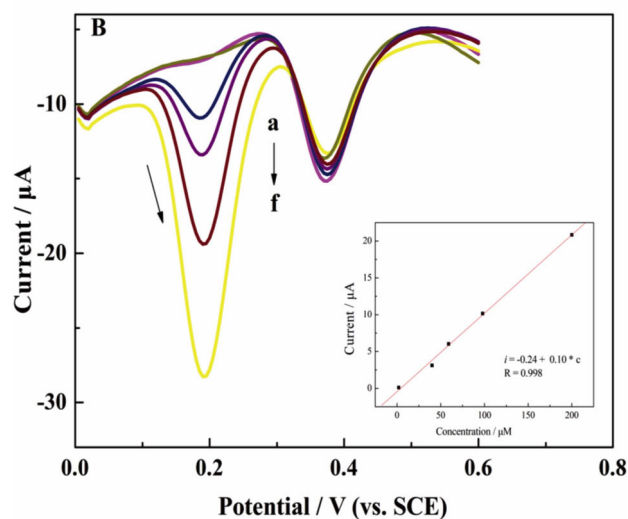 B
-10
-20
-30
Current / µA
a
f
20
15
10
5
0
Current / µA
i = -0.24 + 0.10 * c
R = 0.998
0 50 100 150 200
Concentration / µM
0.0 0.2 0.4 0.6 0.8
Potential / V (vs. SCE)